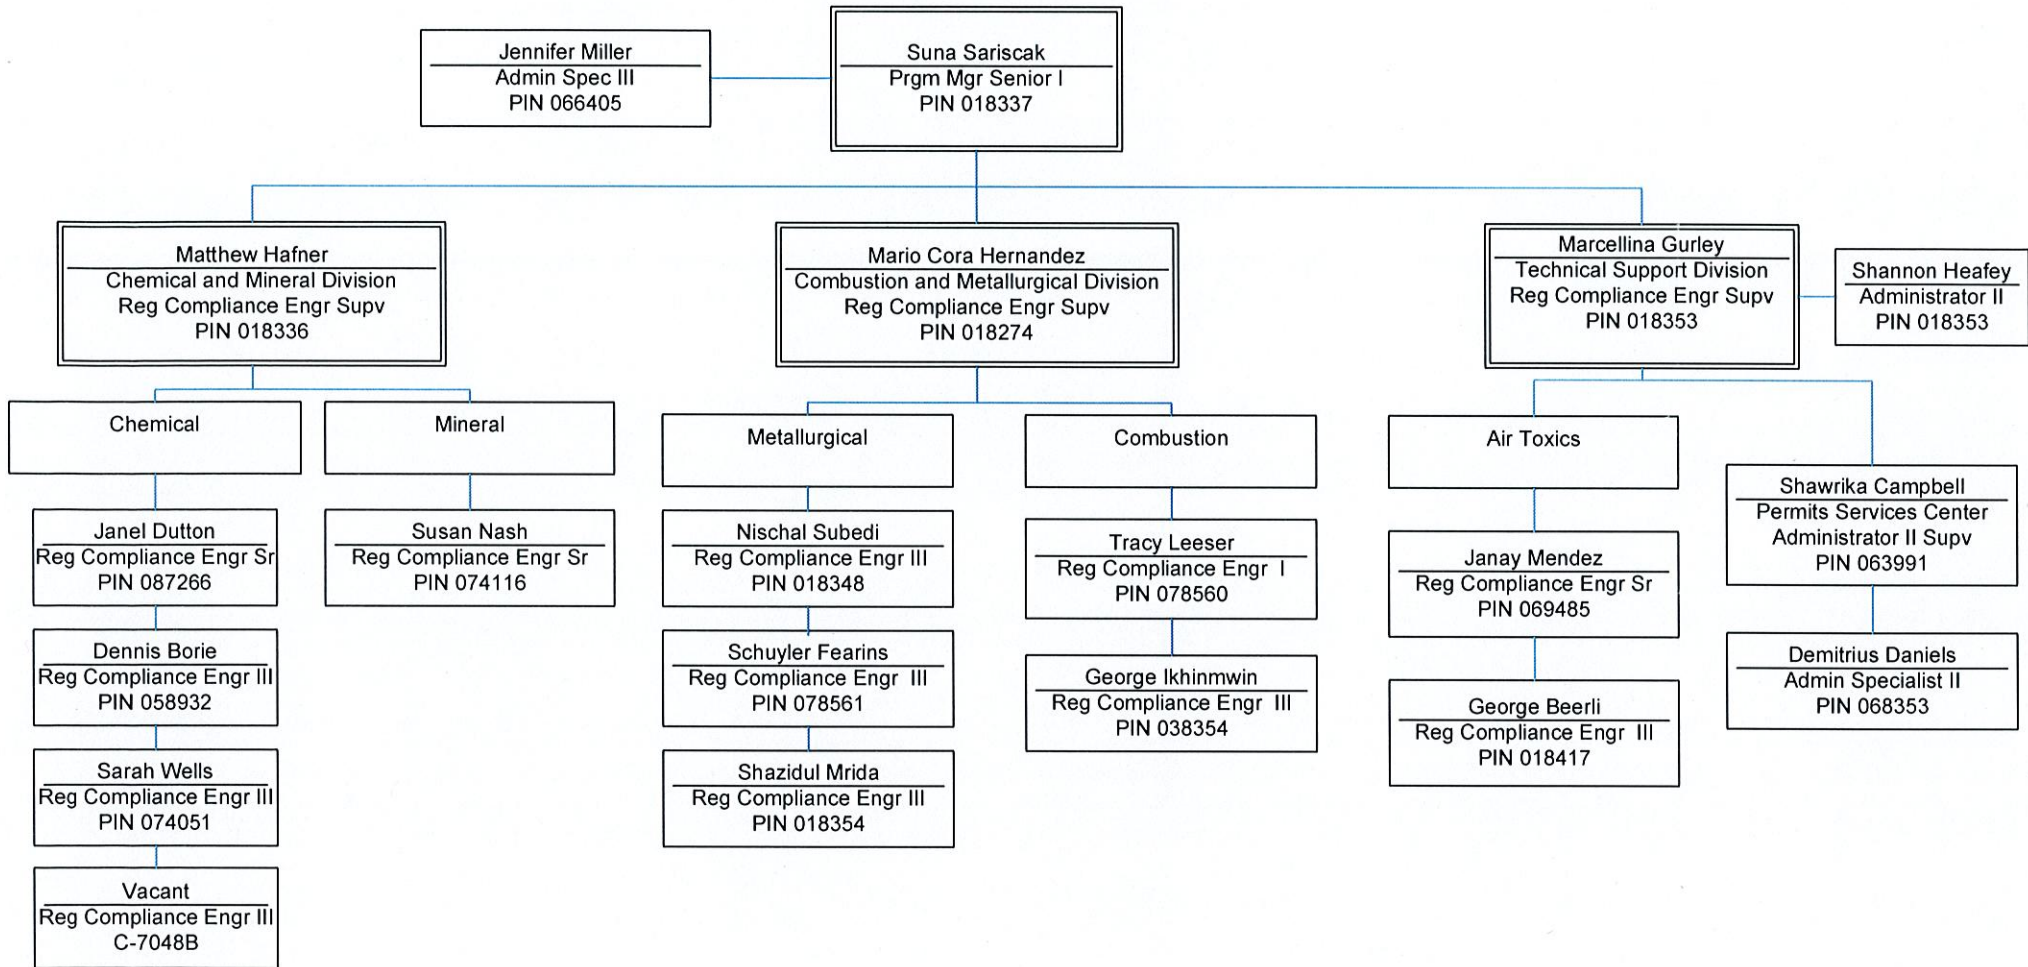 Jennifer Miller
Admin Spec III
PIN 066405
Suna Sariscak
Prgm Mgr Senior I
PIN 018337
Matthew Hafner
Chemical and Mineral Division
Reg Compliance Engr Supv
PIN 018336
Mario Cora Hernandez
Combustion and Metallurgical Division
Reg Compliance Engr Supv
PIN 018274
Marcellina Gurley
Technical Support Division
Reg Compliance Engr Supv
PIN 018353
Shannon Heafey
Administrator II
PIN 018353
Chemical
Janel Dutton
Reg Compliance Engr Sr
PIN 087266
Dennis Borie
Reg Compliance Engr III
PIN 058932
Sarah Wells
Reg Compliance Engr III
PIN 074051
Vacant
Reg Compliance Engr III
C-7048B
Mineral
Susan Nash
Reg Compliance Engr Sr
PIN 074116
Metallurgical
Nischal Subedi
Reg Compliance Engr III
PIN 018348
Schuyler Fearins
Reg Compliance Engr III
PIN 078561
Shazidul Mrida
Reg Compliance Engr III
PIN 018354
Combustion
Tracy Leeser
Reg Compliance Engr I
PIN 078560
George Ikhinmwin
Reg Compliance Engr III
PIN 038354
Air Toxics
Janay Mendez
Reg Compliance Engr Sr
PIN 069485
George Beerli
Reg Compliance Engr III
PIN 018417
Shawrika Campbell
Permits Services Center
Administrator II Supv
PIN 063991
Demitrius Daniels
Admin Specialist II
PIN 068353